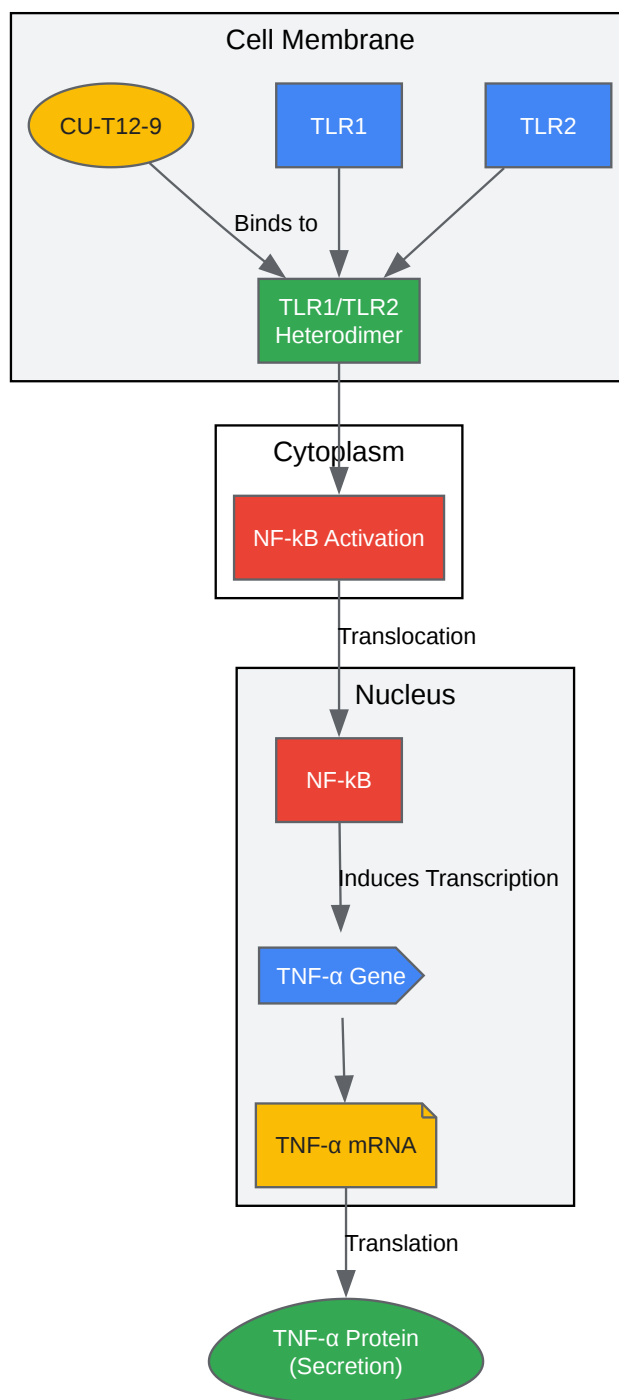 Cell Membrane
CU-T12-9
TLR1
TLR2
Binds to
TLR1/TLR2
Heterodimer
Cytoplasm
NF-kB Activation
Translocation
Nucleus
NF-kB
Induces Transcription
TNF-α Gene
TNF-α mRNA
Translation
TNF-α Protein
(Secretion)